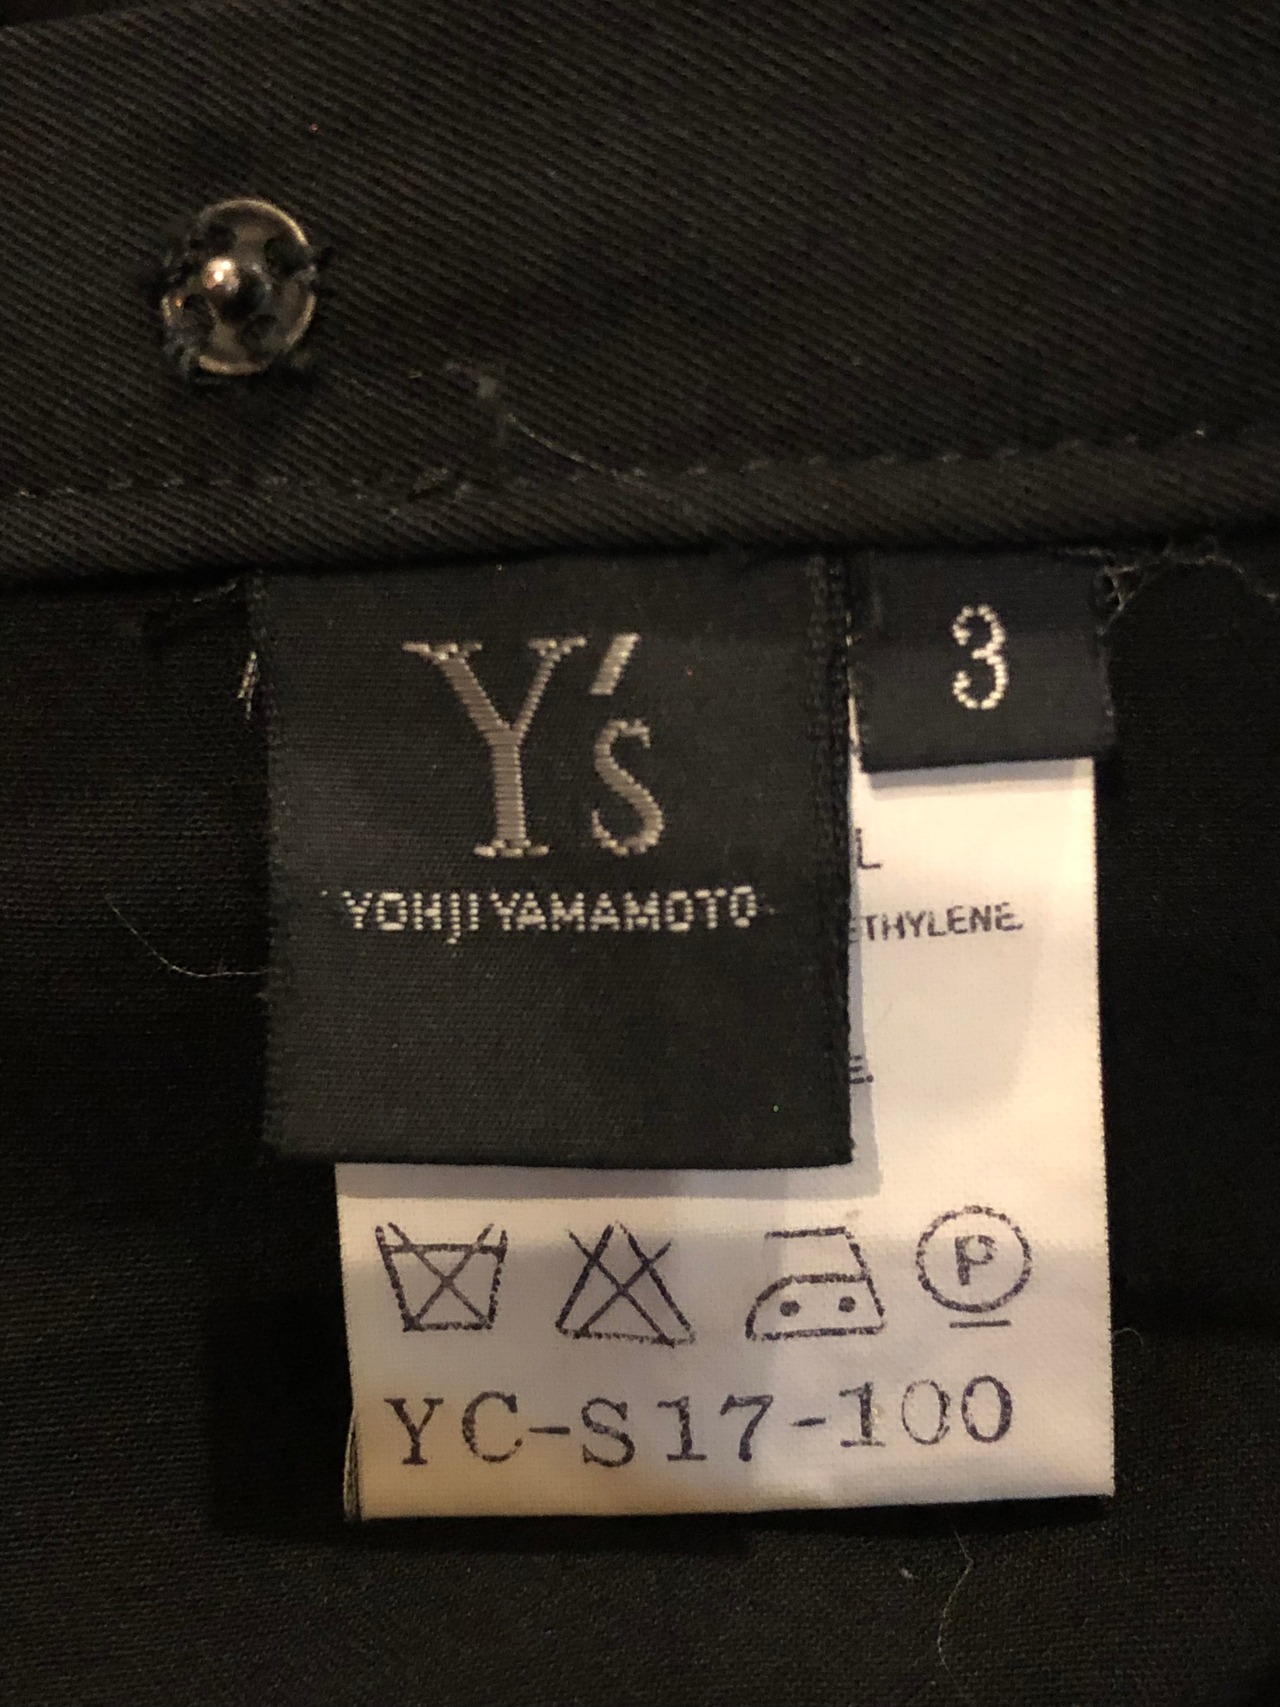 Y's
YOHJI YAMAMOTO
3
L
ETHYLENE.
E.
P
YC-S17-100